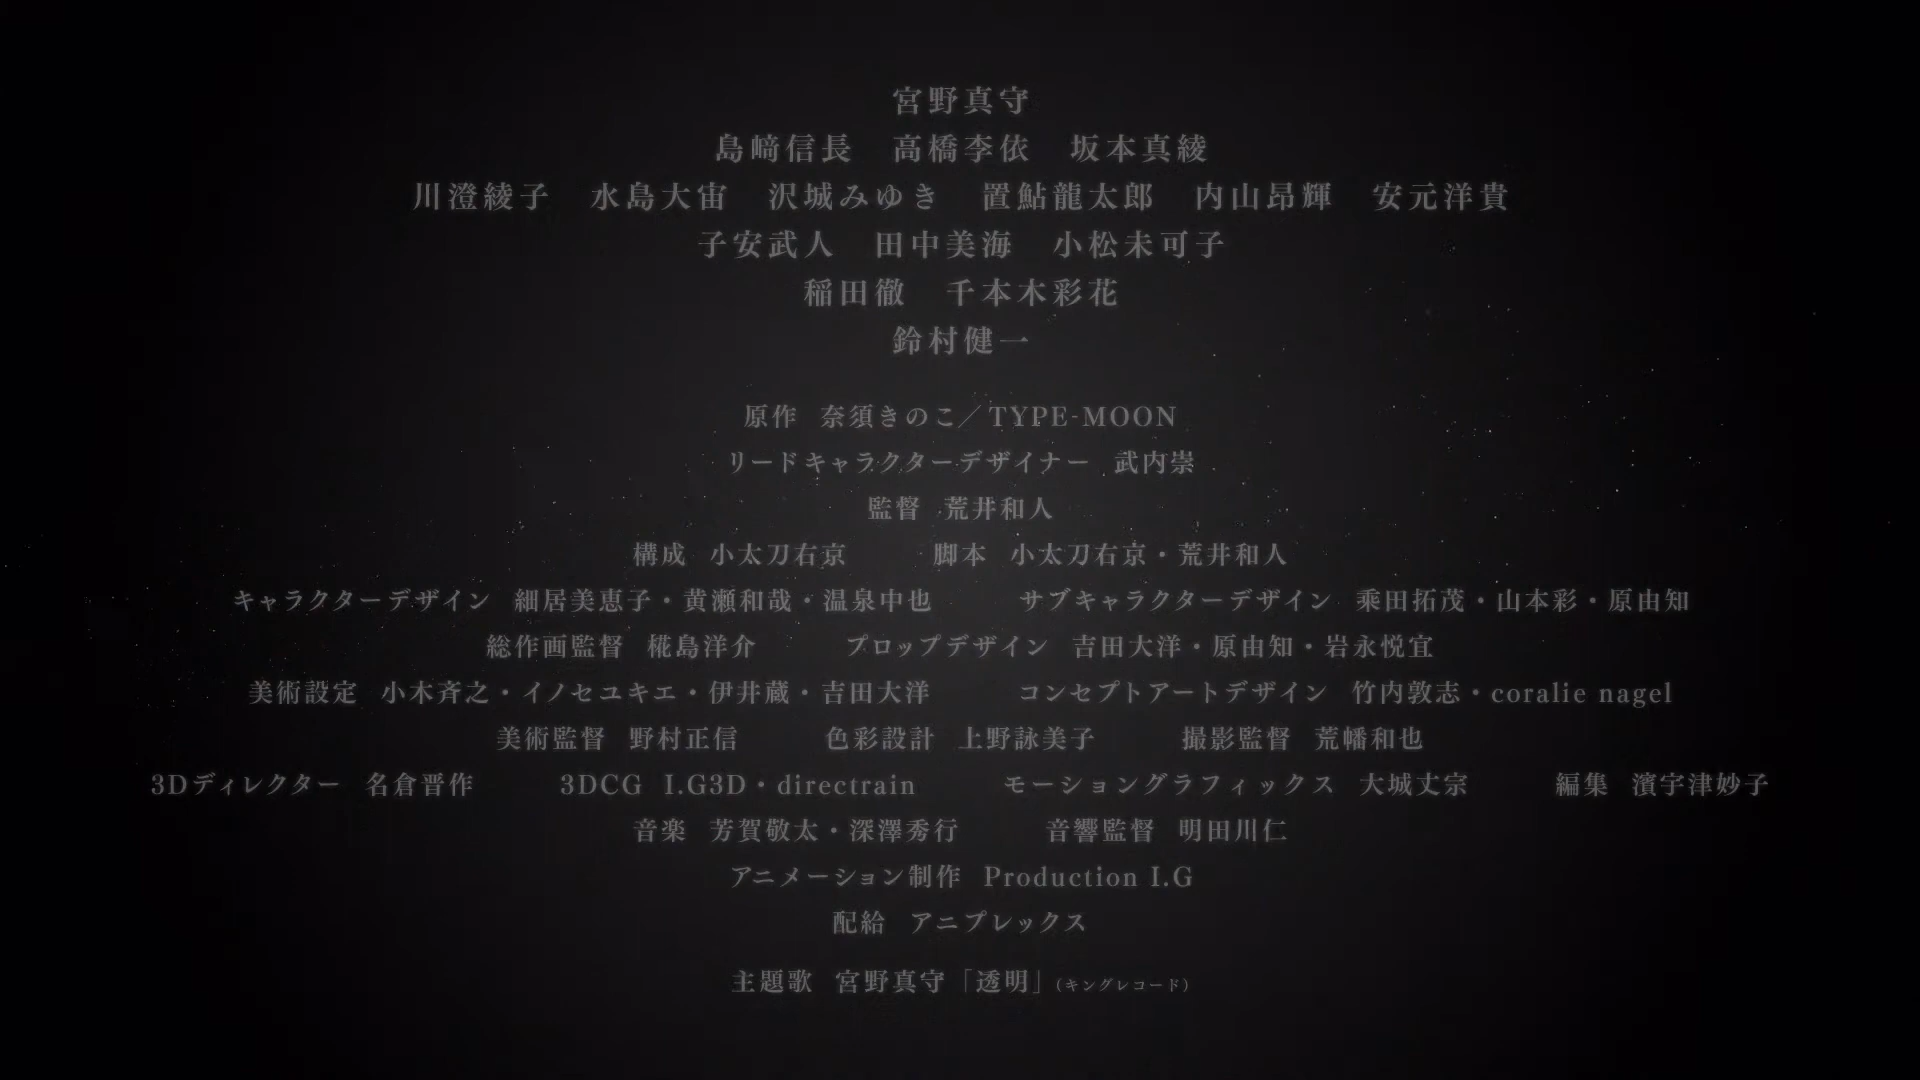 宮野真守
島﨑信長　高橋李依　坂本真綾
川澄綾子　水島大宙　沢城みゆき　置鮎龍太郎　内山昂輝　安元洋貴
子安武人　田中美海　小松未可子
稲田徹　千本木彩花
鈴村健一
原作　奈須きのこ／TYPE-MOON
リードキャラクターデザイナー　武内崇
監督　荒井和人
構成　小太刀右京　　脚本　小太刀右京・荒井和人
キャラクターデザイン　細居美恵子・黄瀬和哉・温泉中也　　サブキャラクターデザイン　乘田拓茂・山本彩・原由知
総作画監督　椛島洋介　　プロップデザイン　吉田大洋・原由知・岩永悦宜
美術設定　小木斉之・イノセユキエ・伊井蔵・吉田大洋　　コンセプトアートデザイン　竹内敦志・coralie nagel
美術監督　野村正信　　色彩設計　上野詠美子　　撮影監督　荒幡和也
3Dディレクター　名倉晋作　　3DCG　I.G3D・directrain　　モーショングラフィックス　大城丈宗　　編集　濱宇津妙子
音楽　芳賀敬太・深澤秀行　　音響監督　明田川仁
アニメーション制作　Production I.G
配給　アニプレックス
主題歌　宮野真守「透明」（キングレコード）